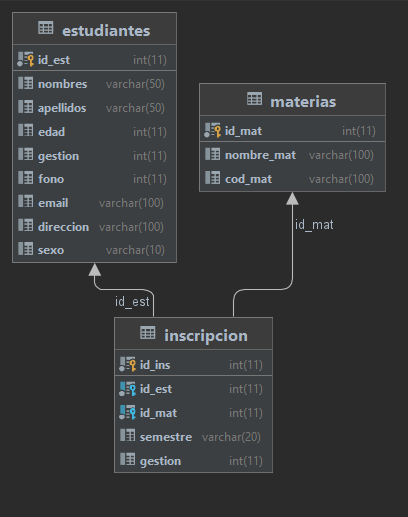 estudiantes
id_est int(11)
nombres varchar(50)
apellidos varchar(50)
edad int(11)
gestion int(11)
fono int(11)
email varchar(100)
direccion varchar(100)
sexo varchar(10)
materias
id_mat int(11)
nombre_mat varchar(100)
cod_mat varchar(100)
id_mat
id_est
inscripcion
id_ins int(11)
id_est int(11)
id_mat int(11)
semestre varchar(20)
gestion int(11)